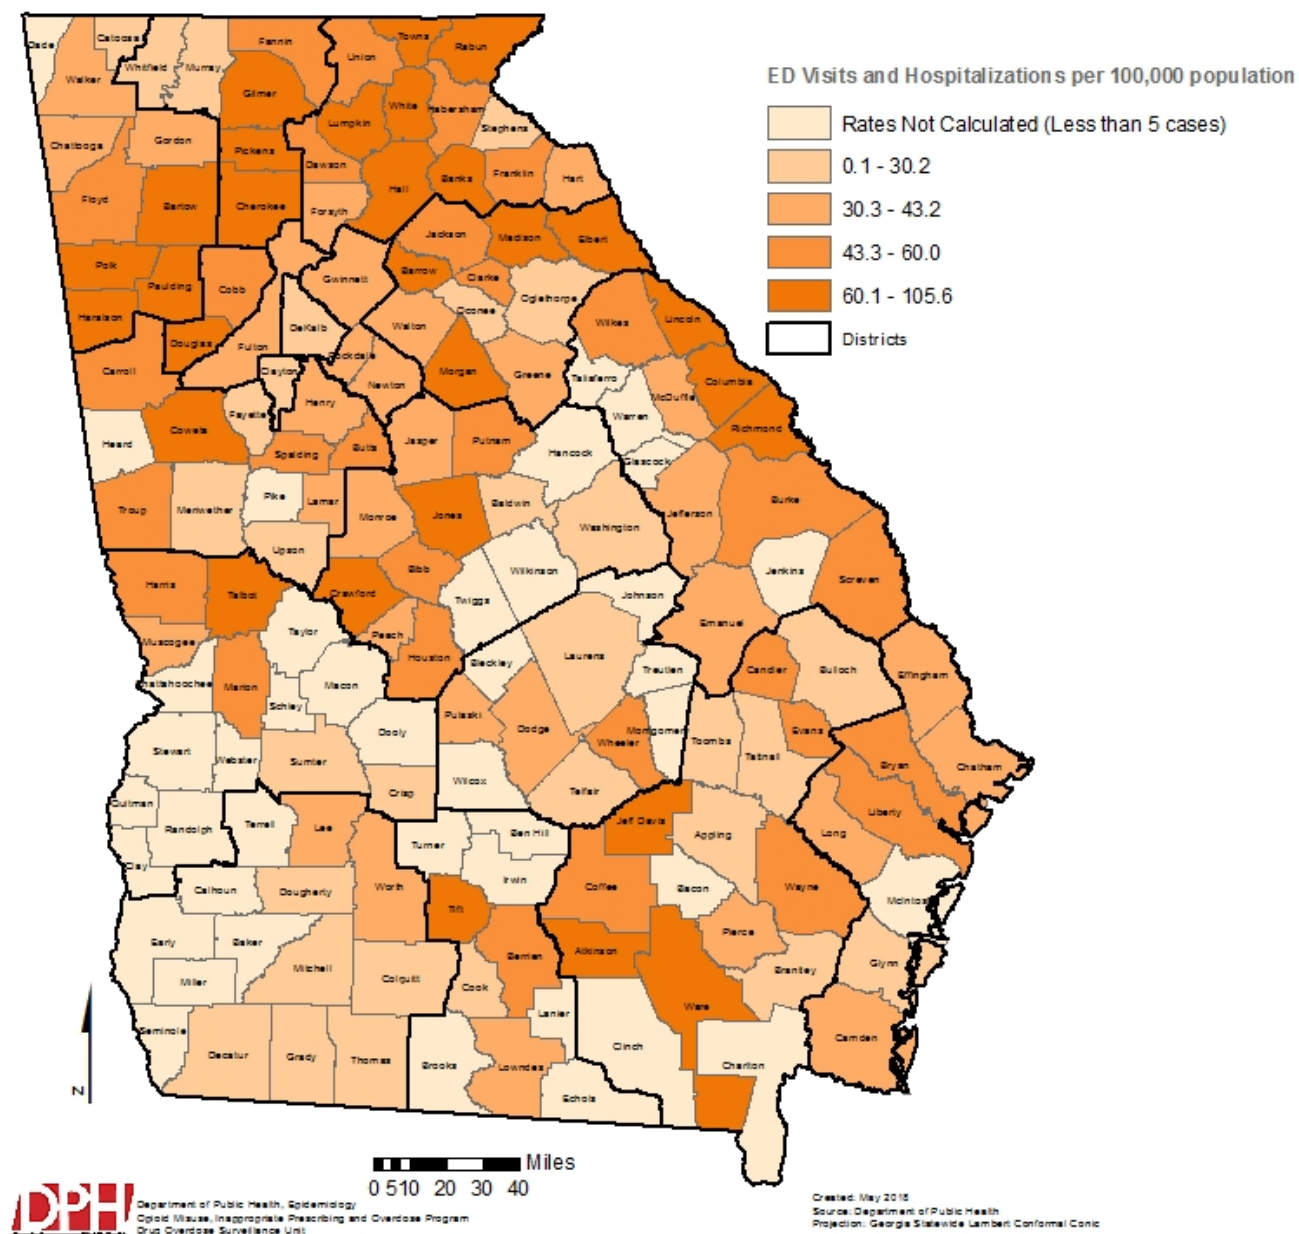 Dade
Catoosa
Whitfield
Murray
Fannin
Union
Towns
Rabun
Walker
Gilmer
White
Habersham
Lumpkin
Stephens
Chattooga
Gordon
Pickens
Dawson
Hall
Banks
Franklin
Hart
Floyd
Bartow
Cherokee
Forsyth
Jackson
Madison
Elbert
Polk
Paulding
Cobb
Gwinnett
Barrow
Clarke
Oglethorpe
Oconee
Haralson
Douglas
Fulton
DeKalb
Rockdale
Walton
Wilkes
Lincoln
Carroll
Clayton
Newton
Morgan
Greene
Taliaferro
McDuffie
Columbia
Heard
Coweta
Fayette
Henry
Spalding
Butts
Jasper
Putnam
Hancock
Warren
Glascock
Richmond
Troup
Meriwether
Pike
Lamar
Monroe
Jones
Baldwin
Washington
Jefferson
Burke
Upson
Bibb
Wilkinson
Jenkins
Screven
Harris
Talbot
Crawford
Twiggs
Johnson
Emanuel
Muscogee
Taylor
Peach
Houston
Bleckley
Laurens
Treutlen
Candler
Bulloch
Effingham
Chattahoochee
Marion
Macon
Schley
Pulaski
Dodge
Wheeler
Montgomery
Toombs
Tattnall
Evans
Bryan
Chatham
Stewart
Webster
Sumter
Dooly
Wilcox
Telfair
Crisp
Liberty
Long
Quitman
Randolph
Terrell
Lee
Turner
Ben Hill
Jeff Davis
Appling
Clay
Calhoun
Dougherty
Worth
Irwin
Coffee
Bacon
Wayne
McIntosh
Early
Baker
Tift
Miller
Mitchell
Colquitt
Cook
Berrien
Atkinson
Pierce
Brantley
Glynn
Ware
Seminole
Decatur
Grady
Thomas
Brooks
Lowndes
Lanier
Clinch
Charlton
Camden
Echols
ED Visits and Hospitalizations per 100,000 population
Rates Not Calculated (Less than 5 cases)
0.1 - 30.2
30.3 - 43.2
43.3 - 60.0
60.1 - 105.6
Districts
N
Miles
0 5 10 20 30 40
DPH
Department of Public Health, Epidemiology
Opioid Misuse, Inappropriate Prescribing and Overdose Program
Drug Overdose Surveillance Unit
Created: May 2018
Source: Department of Public Health
Projection: Georgia Statewide Lambert Conformal Conic